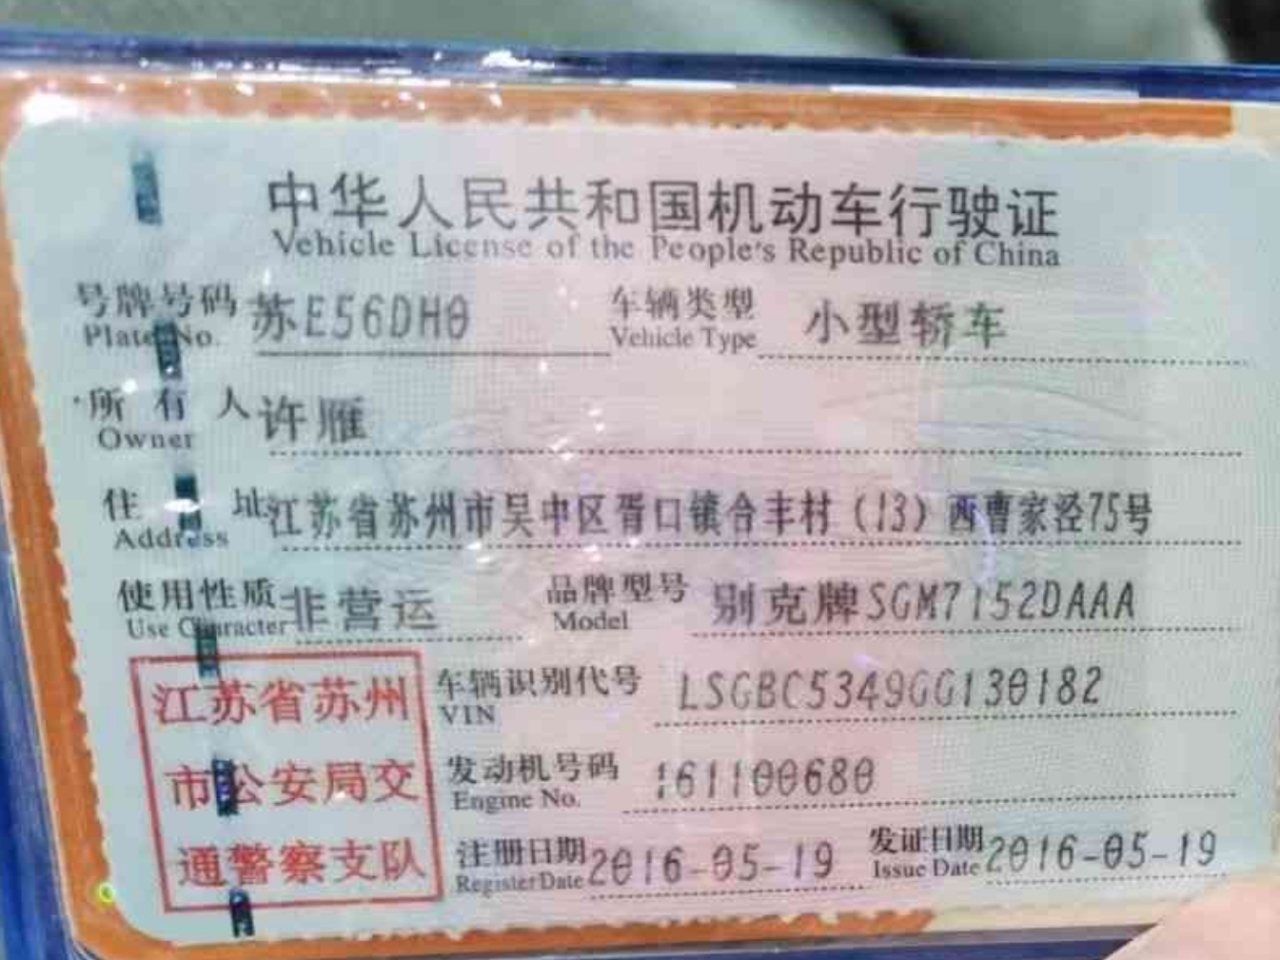 中华人民共和国机动车行驶证
Vehicle License of the People's Republic of China
号牌号码 苏E56DH0 车辆类型 小型轿车
Plate No. Vehicle Type
所有人 许雁
Owner
住址 江苏省苏州市吴中区胥口镇合丰村（13）西曹家泾75号
Address
使用性质 非营运 品牌型号 别克牌SGM7152DAAA
Use Character Model
江苏省苏州
市公安局交
通警察支队
车辆识别代号 LSGBC5349GG130182
VIN
发动机号码 161100680
Engine No.
注册日期 2016-05-19 发证日期 2016-05-19
Register Date Issue Date